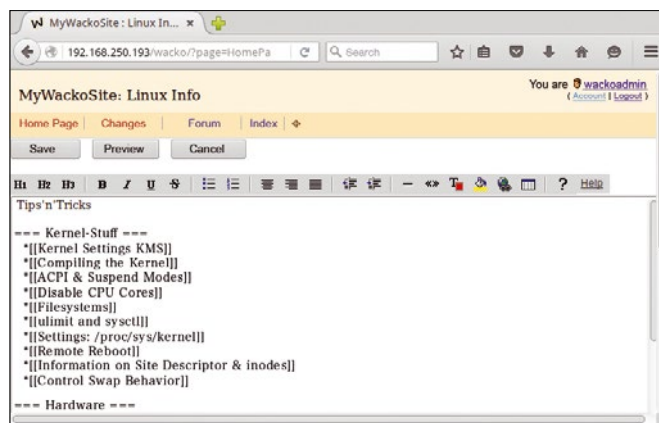 MyWackoSite : Linux In...
192.168.250.193/wacko/?page=HomePa
Search
MyWackoSite: Linux Info
You are wackoadmin
( Account | Logout )
Home Page | Changes | Forum | Index
Save Preview Cancel
H1 H2 H3 B I U S ? Help
Tips'n'Tricks
=== Kernel-Stuff ===
*[[Kernel Settings KMS]]
*[[Compiling the Kernel]]
*[[ACPI & Suspend Modes]]
*[[Disable CPU Cores]]
*[[Filesystems]]
*[[ulimit and sysctl]]
*[[Settings: /proc/sys/kernel]]
*[[Remote Reboot]]
*[[Information on Site Descriptor & inodes]]
*[[Control Swap Behavior]]
=== Hardware ===